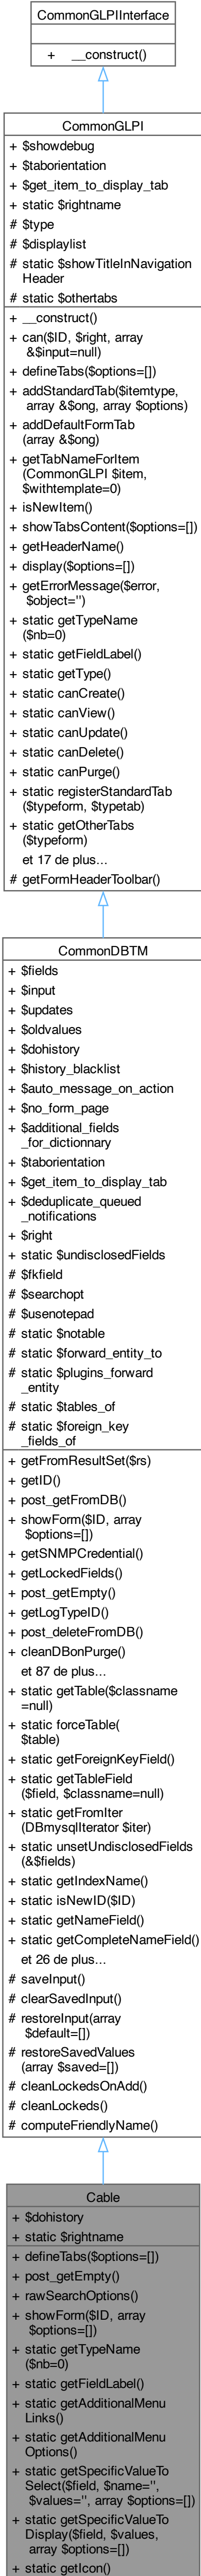 CommonGLPIInterface
+ __construct()
CommonGLPI
+ $showdebug
+ $taborientation
+ $get_item_to_display_tab
+ static $rightname
# $type
# $displaylist
# static $showTitleInNavigation
Header
# static $othertabs
+ __construct()
+ can($ID, $right, array
&$input=null)
+ defineTabs($options=[])
+ addStandardTab($itemtype,
array &$ong, array $options)
+ addDefaultFormTab
(array &$ong)
+ getTabNameForItem
(CommonGLPI $item,
$withtemplate=0)
+ isNewItem()
+ showTabsContent($options=[])
+ getHeaderName()
+ display($options=[])
+ getErrorMessage($error,
$object='')
+ static getTypeName
($nb=0)
+ static getFieldLabel()
+ static getType()
+ static canCreate()
+ static canView()
+ static canUpdate()
+ static canDelete()
+ static canPurge()
+ static registerStandardTab
($typeform, $typetab)
+ static getOtherTabs
($typeform)
et 17 de plus...
# getFormHeaderToolbar()
CommonDBTM
+ $fields
+ $input
+ $updates
+ $oldvalues
+ $dohistory
+ $history_blacklist
+ $auto_message_on_action
+ $no_form_page
+ $additional_fields
_for_dictionnary
+ $taborientation
+ $get_item_to_display_tab
+ $deduplicate_queued
_notifications
+ $right
+ static $undisclosedFields
# $fkfield
# $searchopt
# $usenotepad
# static $notable
# static $forward_entity_to
# static $plugins_forward
_entity
# static $tables_of
# static $foreign_key
_fields_of
+ getFromResultSet($rs)
+ getID()
+ post_getFromDB()
+ showForm($ID, array
$options=[])
+ getSNMPCredential()
+ getLockedFields()
+ post_getEmpty()
+ getLogTypeID()
+ post_deleteFromDB()
+ cleanDBonPurge()
et 87 de plus...
+ static getTable($classname
=null)
+ static forceTable(
$table)
+ static getForeignKeyField()
+ static getTableField
($field, $classname=null)
+ static getFromIter
(DBmysqlIterator $iter)
+ static unsetUndisclosedFields
(&$fields)
+ static getIndexName()
+ static isNewID($ID)
+ static getNameField()
+ static getCompleteNameField()
et 26 de plus...
# saveInput()
# clearSavedInput()
# restoreInput(array
$default=[])
# restoreSavedValues
(array $saved=[])
# cleanLockedsOnAdd()
# cleanLockeds()
# computeFriendlyName()
Cable
+ $dohistory
+ static $rightname
+ defineTabs($options=[])
+ post_getEmpty()
+ rawSearchOptions()
+ showForm($ID, array
$options=[])
+ static getTypeName
($nb=0)
+ static getFieldLabel()
+ static getAdditionalMenu
Links()
+ static getAdditionalMenu
Options()
+ static getSpecificValueTo
Select($field, $name='',
$values='', array $options=[])
+ static getSpecificValueTo
Display($field, $values,
array $options=[])
+ static getIcon()